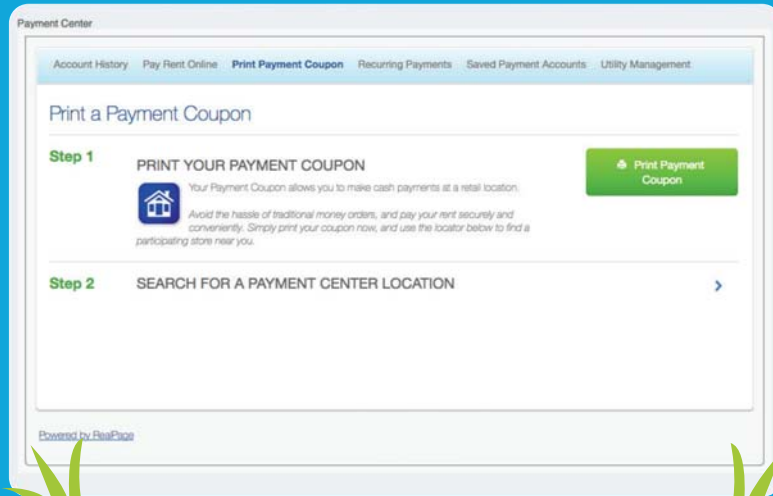 Payment Center
Account History Pay Rent Online Print Payment Coupon Recurring Payments Saved Payment Accounts Utility Management
Print a Payment Coupon
Step 1
PRINT YOUR PAYMENT COUPON
Print Payment
Coupon
Your Payment Coupon allows you to make cash payments at a retail location.
Avoid the hassle of traditional money orders, and pay your rent securely and
conveniently. Simply print your coupon now, and use the locator below to find a
participating store near you.
Step 2
SEARCH FOR A PAYMENT CENTER LOCATION
Powered by RealPage